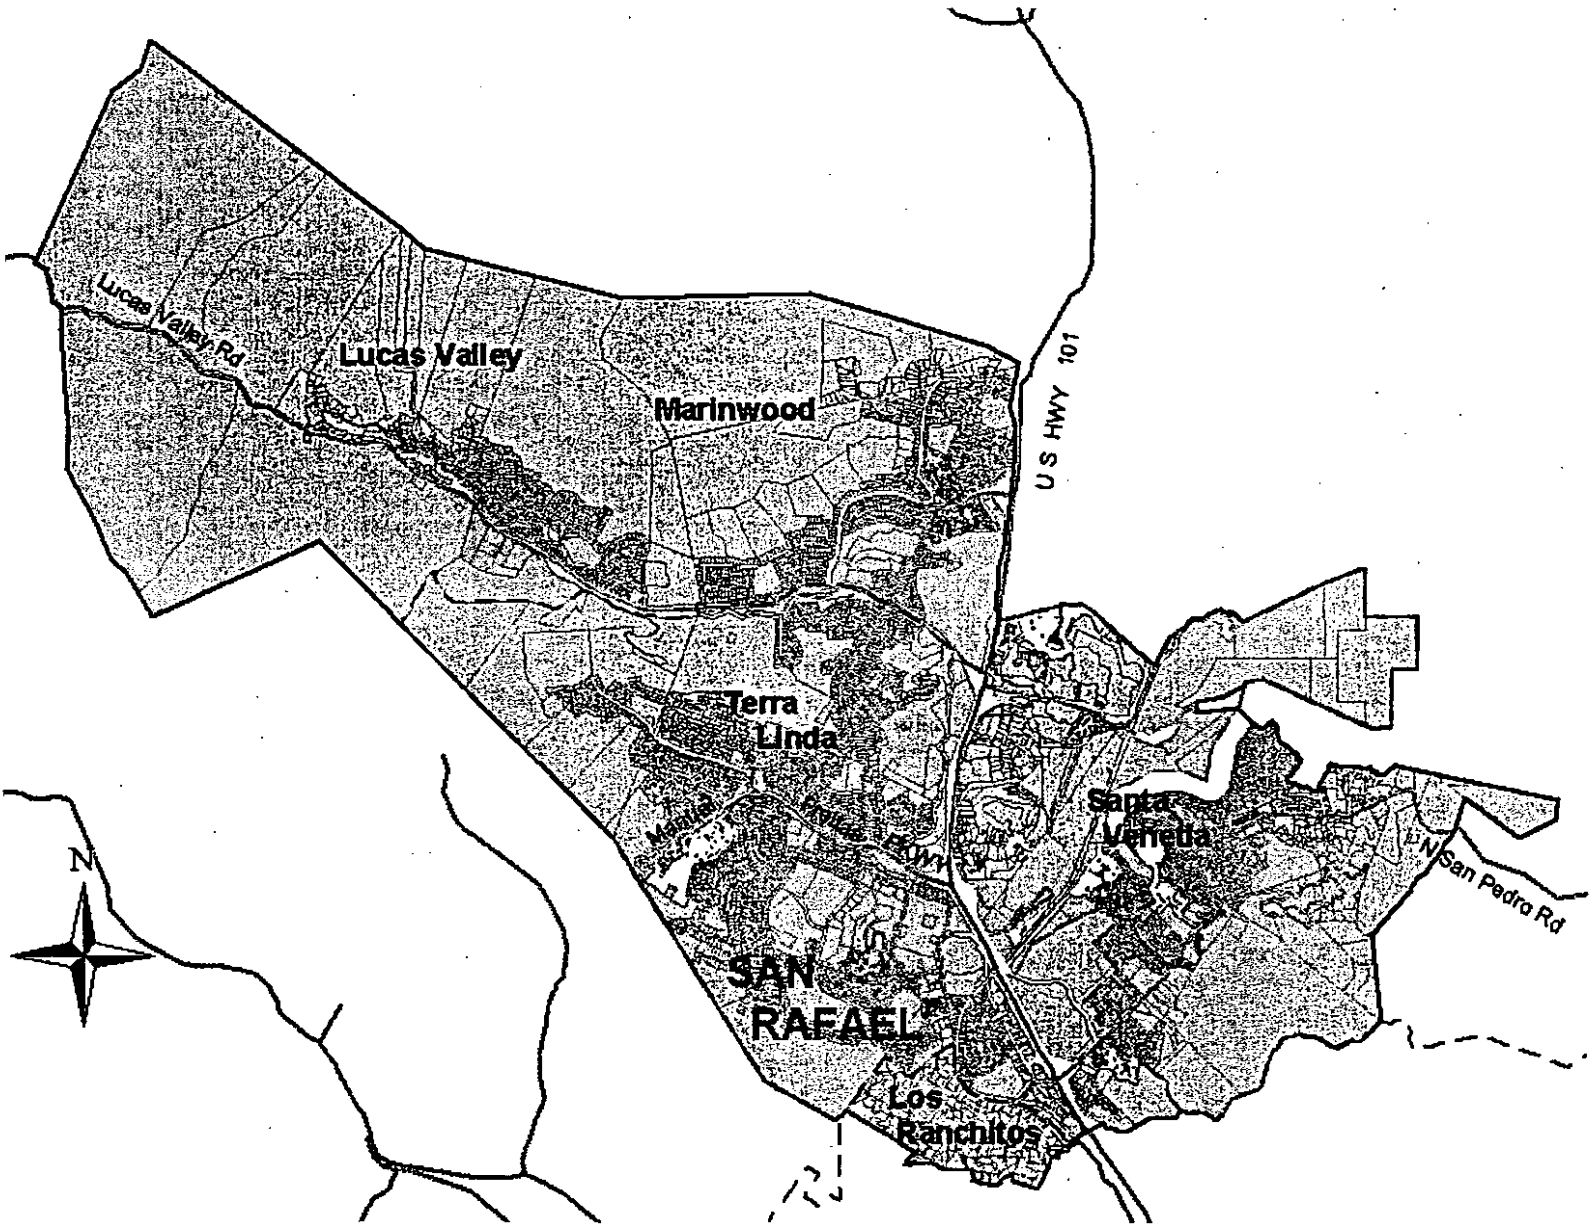 Lucas Valley Rd
Lucas Valley
Marinwood
U S HWY 101
Terra
Linda
Santa
Venetia
Manuel Freitas Pkwy
N San Pedro Rd
N
SAN
RAFAEL
Los
Ranchitos